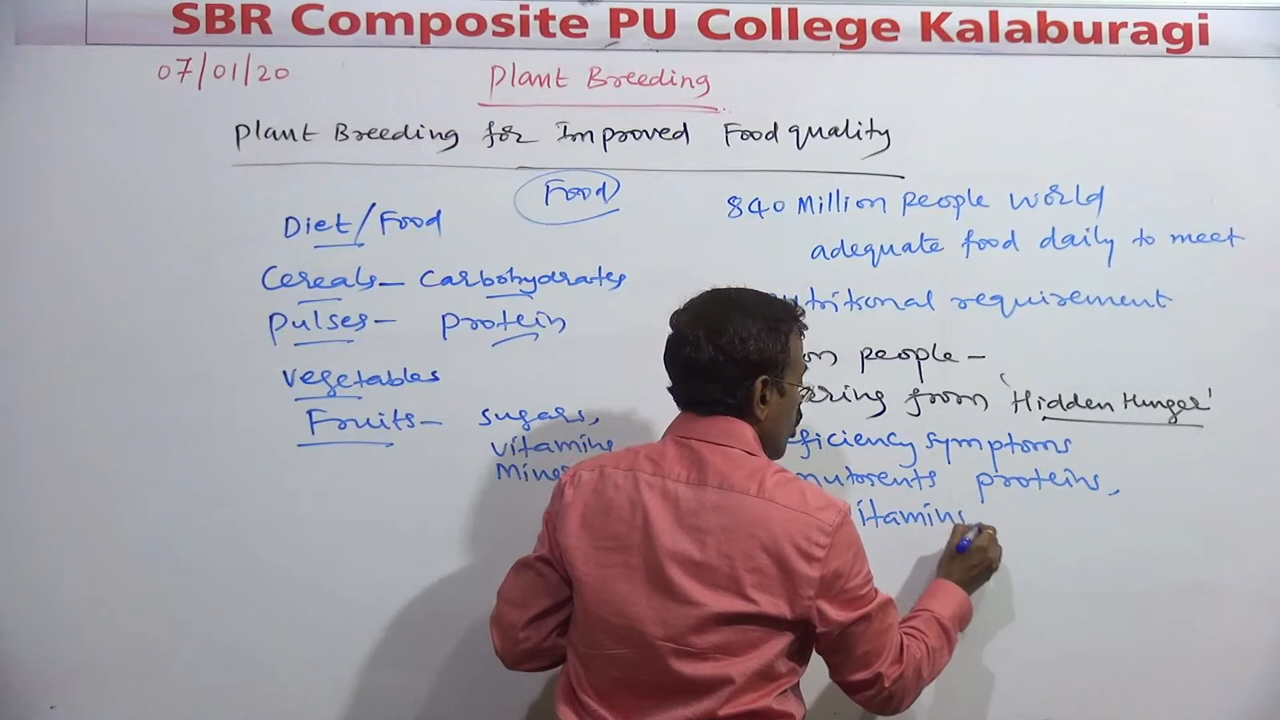 SBR Composite PU College Kalaburagi
07/01/20
Plant Breeding
Plant Breeding for Improved Food quality
Food
Diet/Food
Cereals- Carbohydrates
Pulses- protein
vegetables
Fruits- sugars,
vitamins
840 Million people world
adequate food daily to meet
requirement
people-
from 'Hidden Hunger'
symptoms
proteins,